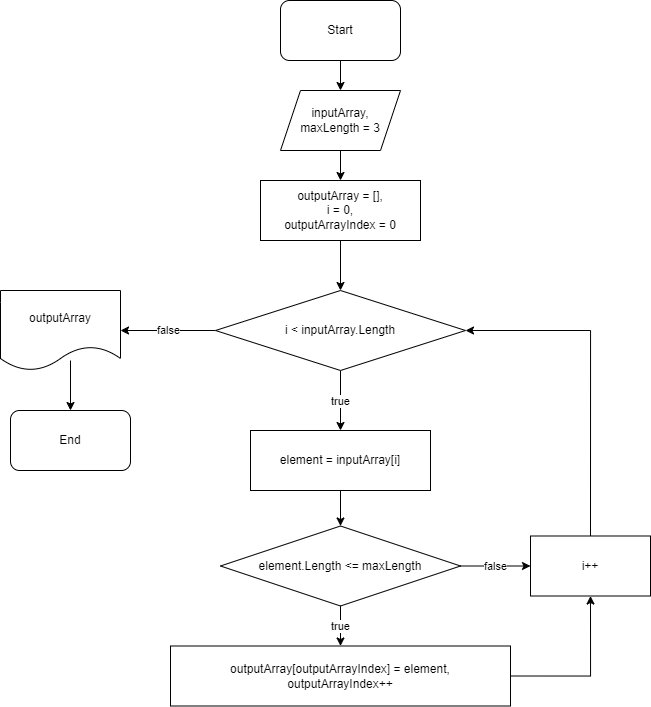 Start
inputArray,
maxLength = 3
outputArray = [],
i = 0,
outputArrayIndex = 0
i < inputArray.Length
false
outputArray
End
true
element = inputArray[i]
element.Length <= maxLength
false
i++
true
outputArray[outputArrayIndex] = element,
outputArrayIndex++